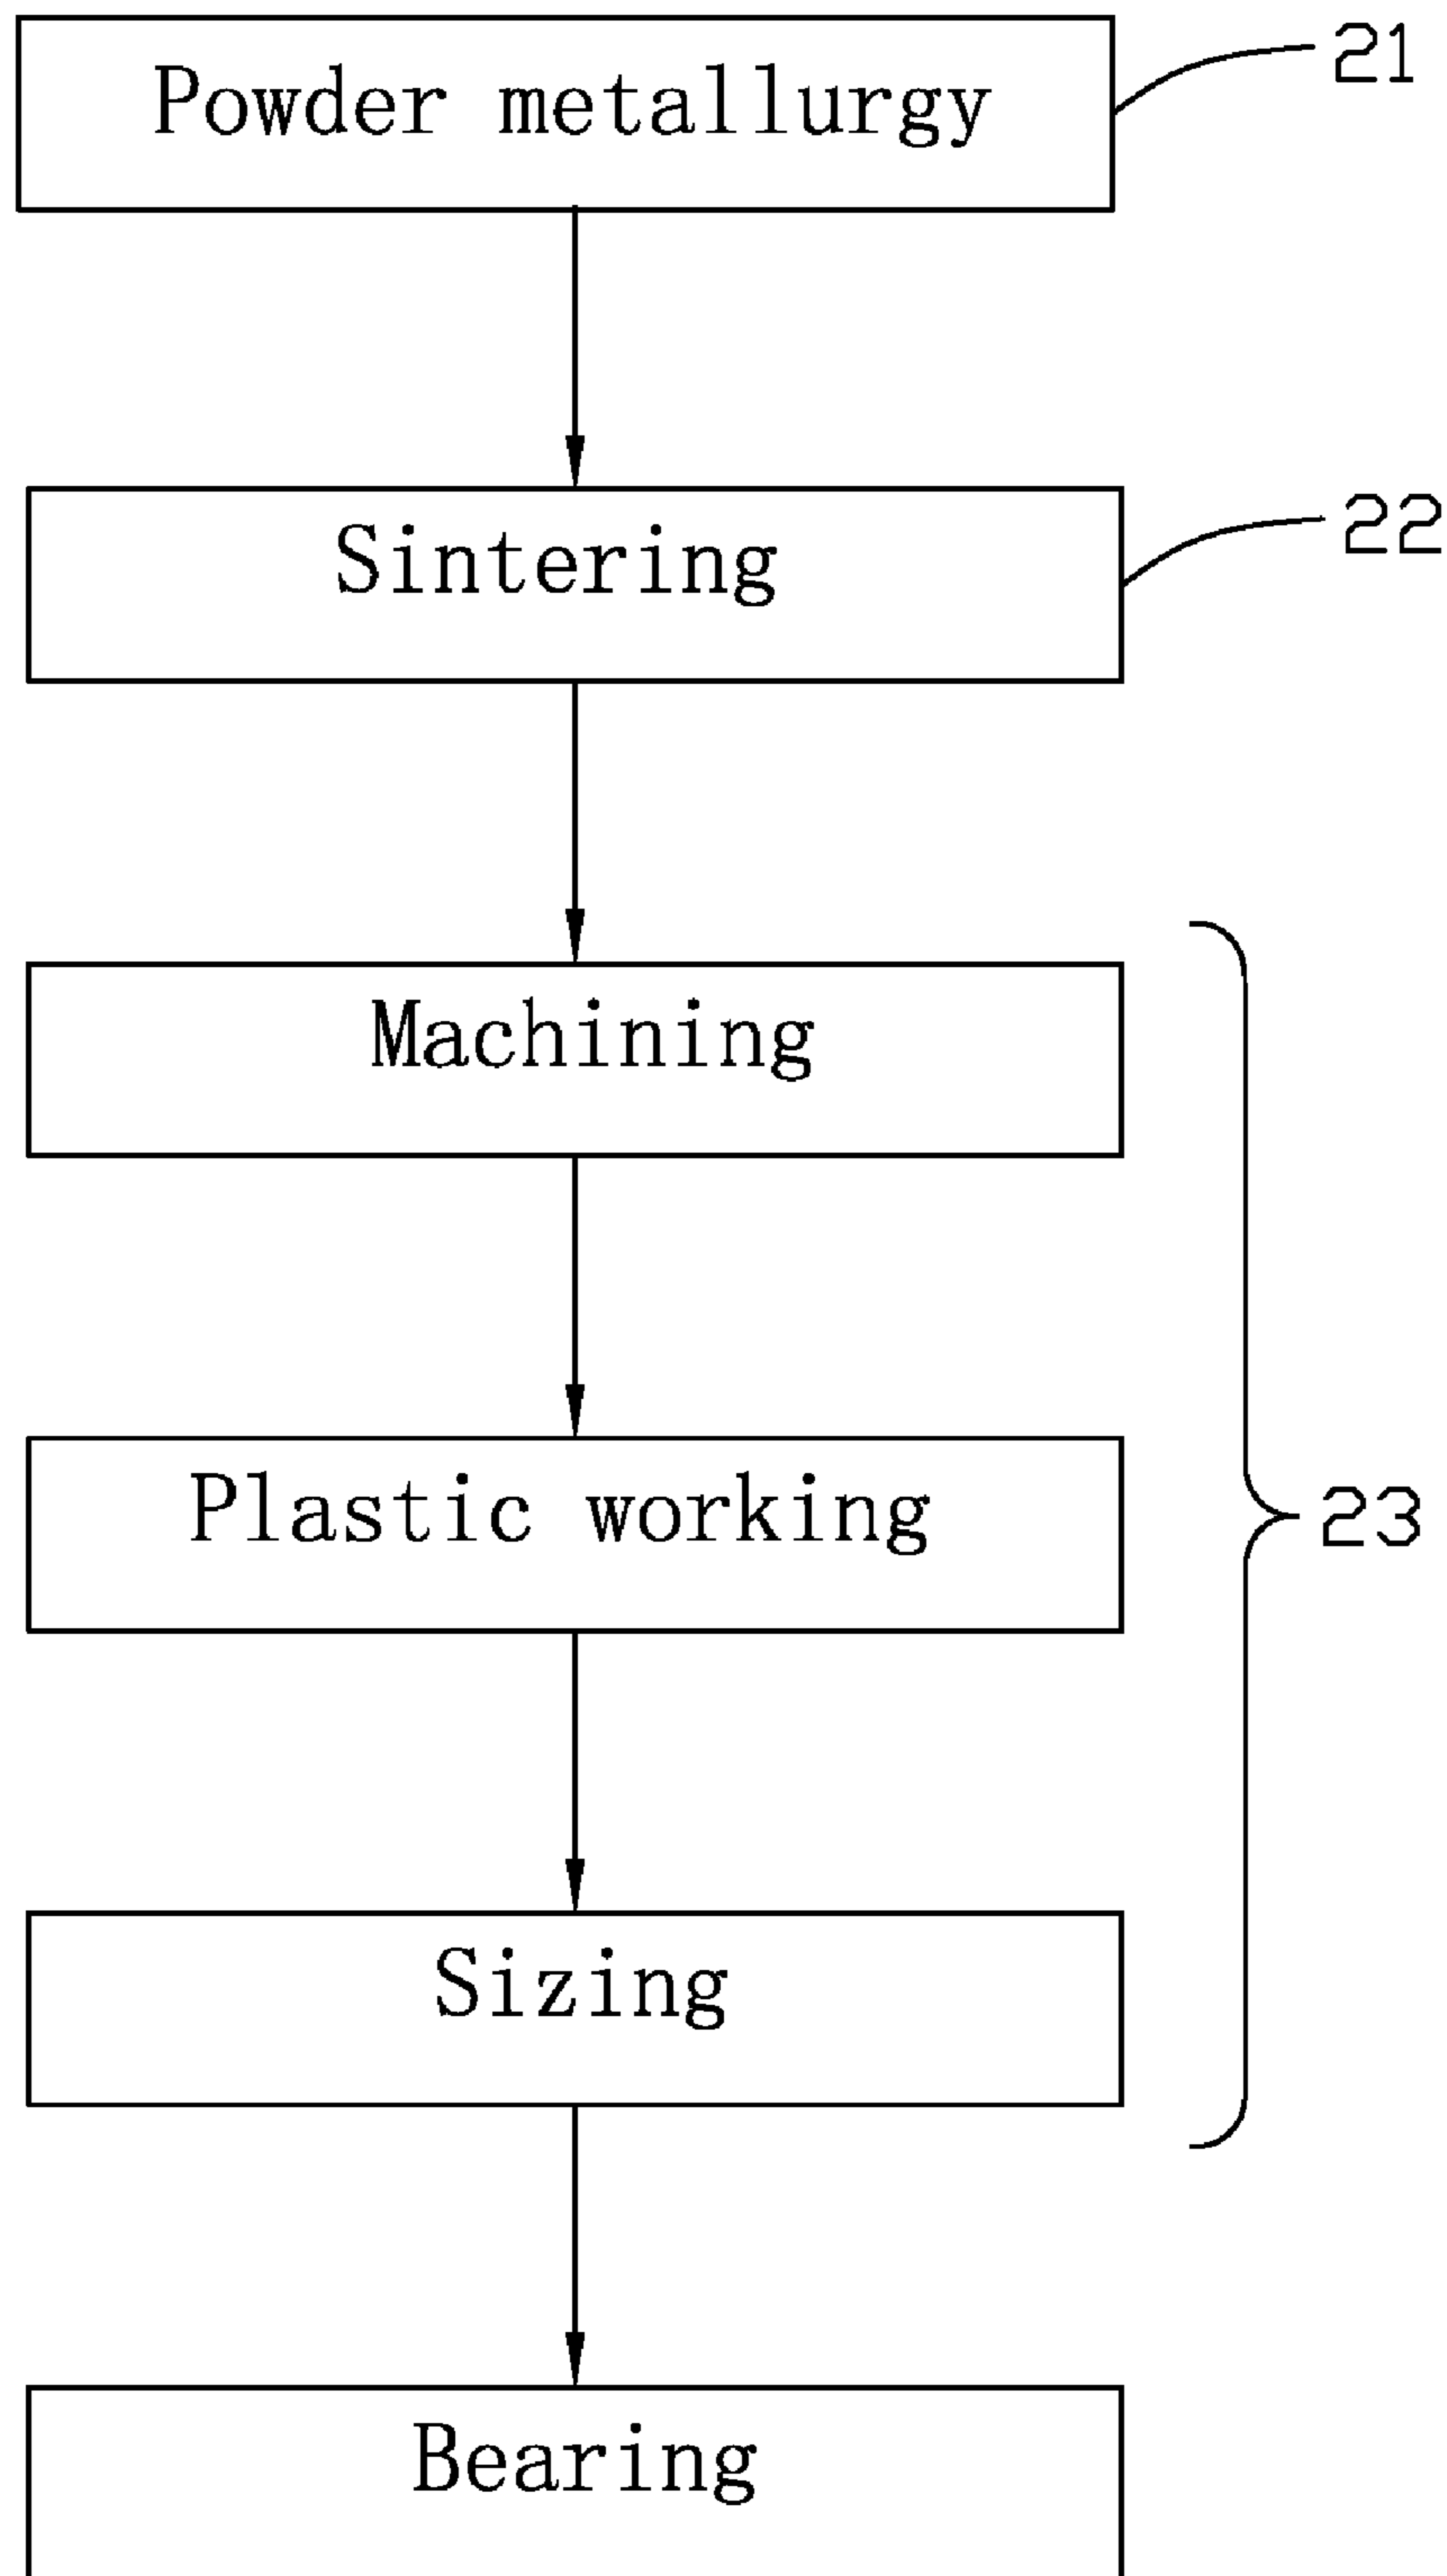 Powder metallurgy
21
Sintering
22
Machining
Plastic working
23
Sizing
Bearing